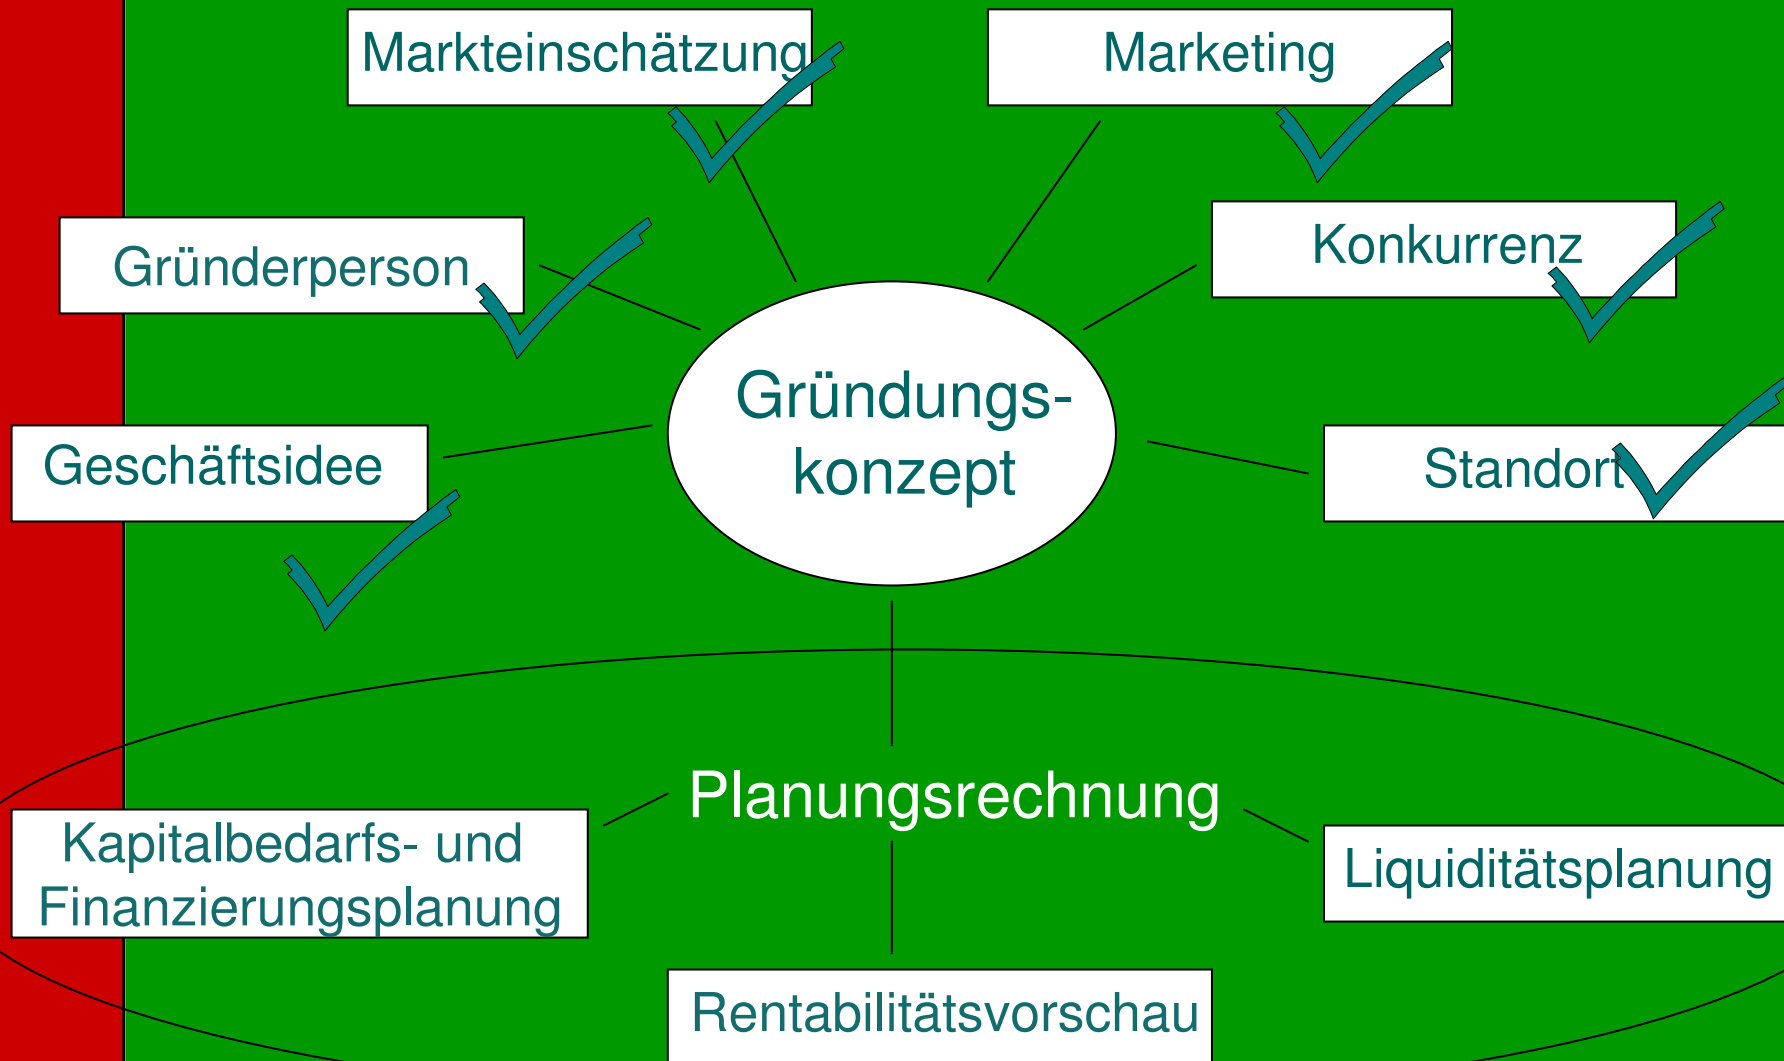 Markteinschätzung
Marketing
Gründerperson
Konkurrenz
Gründungs-
konzept
Geschäftsidee
Standort
Planungsrechnung
Kapitalbedarfs- und
Finanzierungsplanung
Liquiditätsplanung
Rentabilitätsvorschau